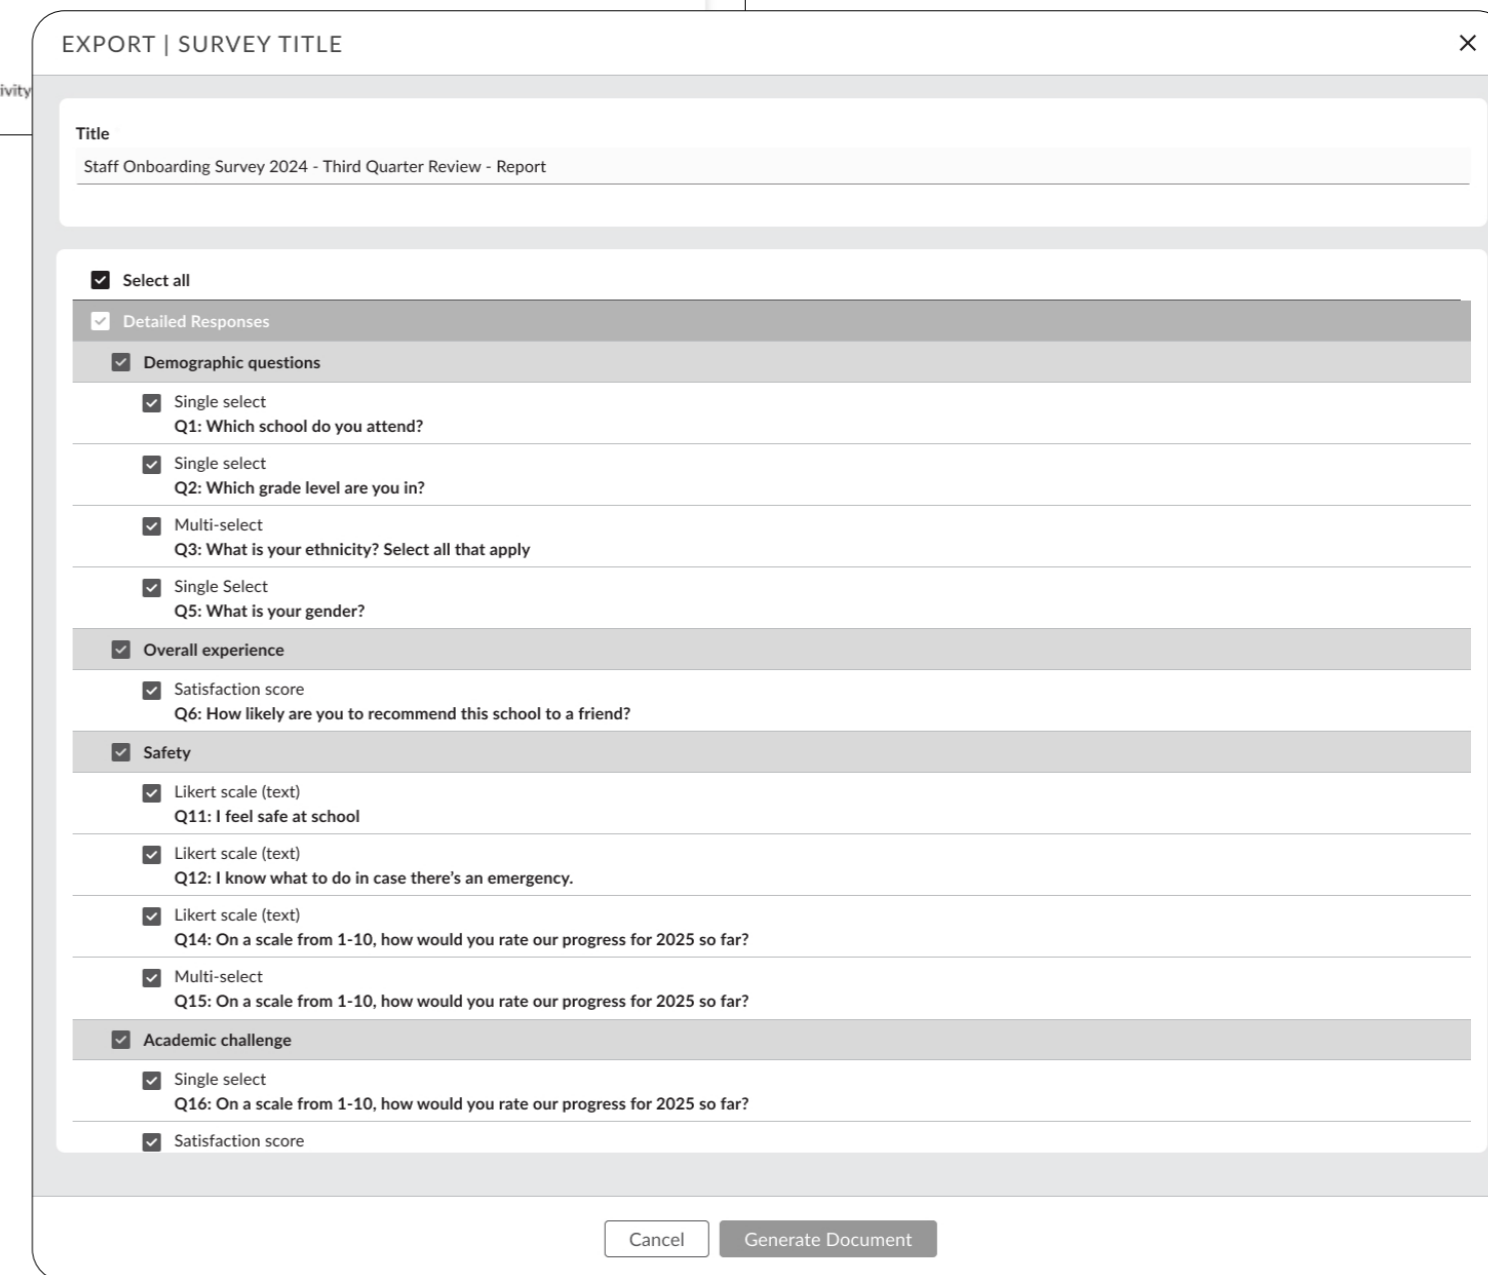 EXPORT | SURVEY TITLE
ivity
Title
Staff Onboarding Survey 2024 - Third Quarter Review - Report
Select all
Detailed Responses
Demographic questions
Single select
Q1: Which school do you attend?
Single select
Q2: Which grade level are you in?
Multi-select
Q3: What is your ethnicity? Select all that apply
Single Select
Q5: What is your gender?
Overall experience
Satisfaction score
Q6: How likely are you to recommend this school to a friend?
Safety
Likert scale (text)
Q11: I feel safe at school
Likert scale (text)
Q12: I know what to do in case there’s an emergency.
Likert scale (text)
Q14: On a scale from 1-10, how would you rate our progress for 2025 so far?
Multi-select
Q15: On a scale from 1-10, how would you rate our progress for 2025 so far?
Academic challenge
Single select
Q16: On a scale from 1-10, how would you rate our progress for 2025 so far?
Satisfaction score
Cancel
Generate Document